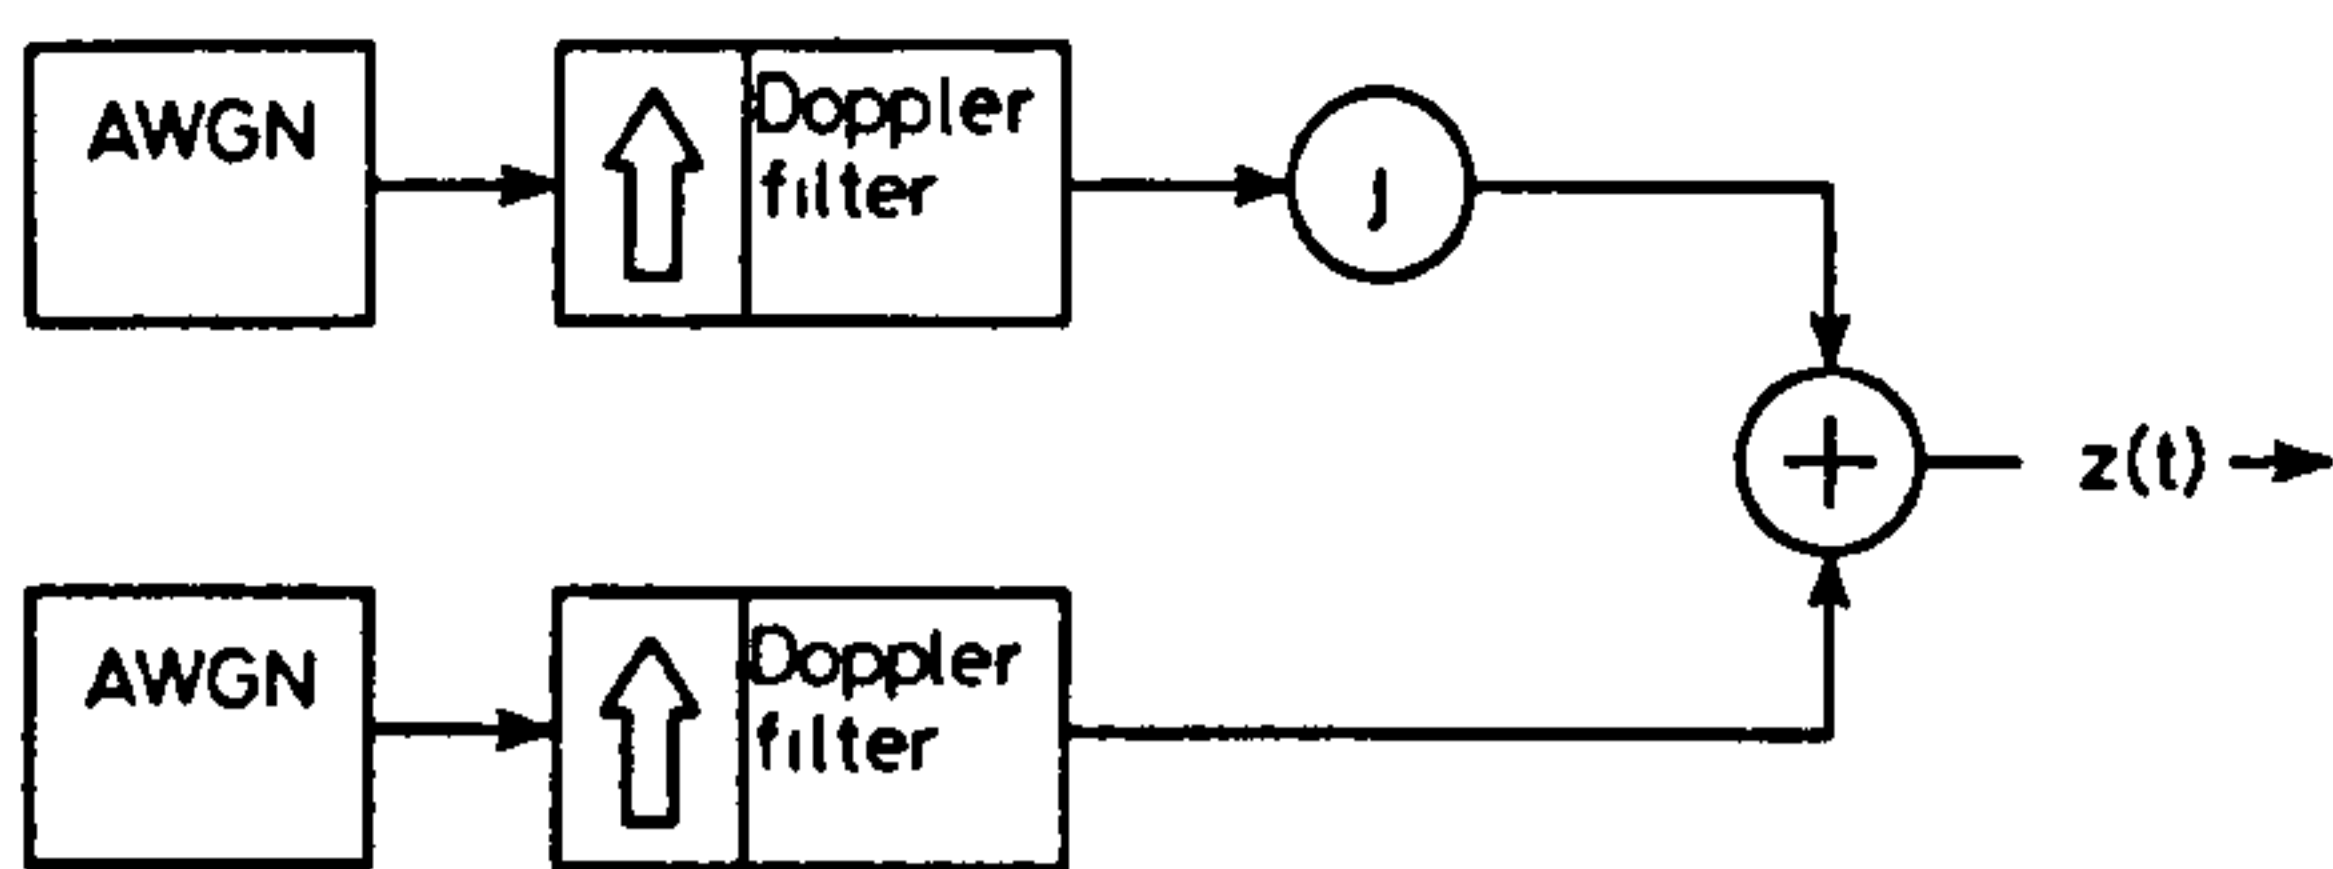 AWGN
Doppler
filter
j
+
z(t)
AWGN
Doppler
filter